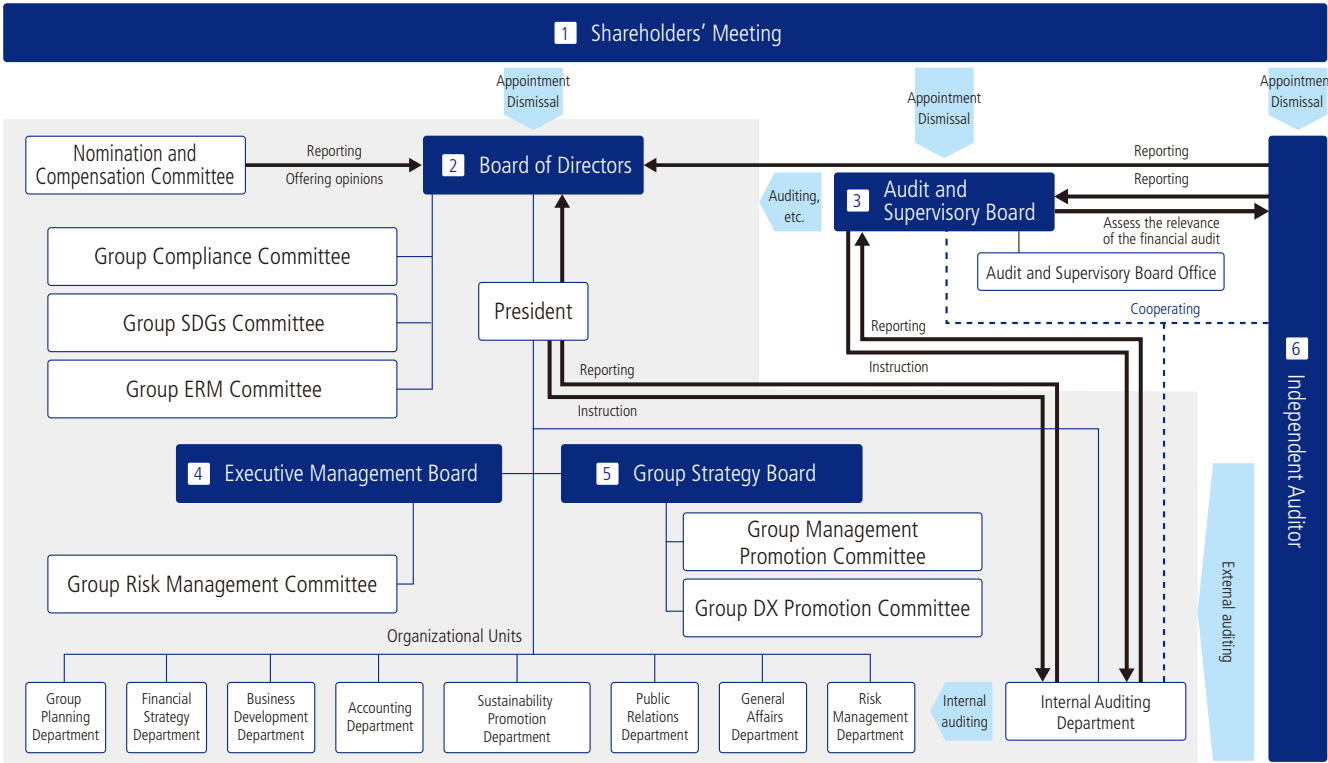 1 Shareholders’ Meeting
Appointment
Dismissal
Appointment
Dismissal
Appointment
Dismissal
Nomination and
Compensation Committee
Reporting
Offering opinions
2 Board of Directors
Reporting
Auditing,
etc.
3 Audit and
Supervisory Board
Reporting
Assess the relevance
of the financial audit
Audit and Supervisory Board Office
Group Compliance Committee
Group SDGs Committee
Group ERM Committee
President
Cooperating
Reporting
Instruction
Reporting
Instruction
6 Independent Auditor
4 Executive Management Board
5 Group Strategy Board
Group Management
Promotion Committee
Group Risk Management Committee
Group DX Promotion Committee
External auditing
Organizational Units
Group
Planning
Department
Financial
Strategy
Department
Business
Development
Department
Accounting
Department
Sustainability
Promotion
Department
Public
Relations
Department
General
Affairs
Department
Risk
Management
Department
Internal
auditing
Internal Auditing
Department